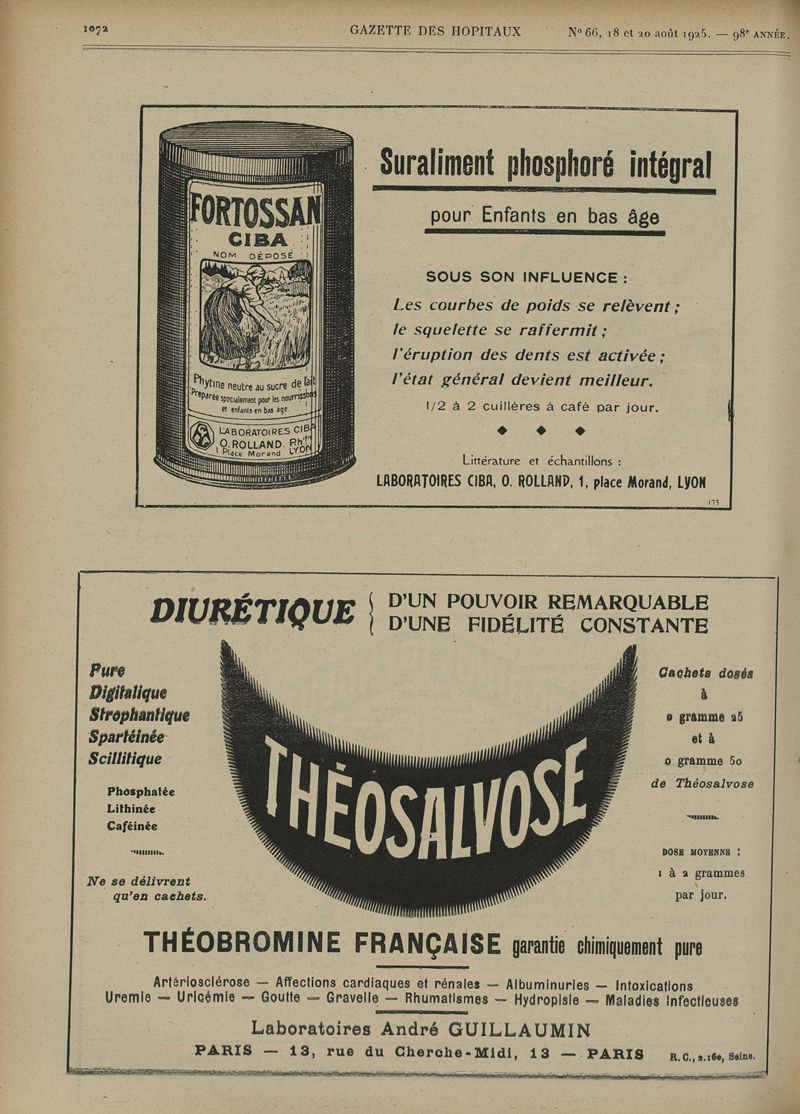 1072 GAZETTE DES HOPITAUX N° 66, 18 et 20 août 1925. — 98e ANNÉE.
FORTOSSAN
CIBA
NOM DÉPOSÉ
Phytine neutre au sucre de lait
Préparée spécialement pour les nourrissons
et enfants en bas âge
LABORATOIRES CIBA
O. ROLLAND. Phien
1 Place Morand LYON
Suraliment phosphoré intégral
pour Enfants en bas âge
SOUS SON INFLUENCE :
Les courbes de poids se relèvent ;
le squelette se raffermit ;
l'éruption des dents est activée ;
l'état général devient meilleur.
1/2 à 2 cuillères à café par jour.
Littérature et échantillons :
LABORATOIRES CIBA, O. ROLLAND, 1, place Morand, LYON
173
DIURÉTIQUE { D'UN POUVOIR REMARQUABLE
D'UNE FIDÉLITÉ CONSTANTE
Pure
Digitalique
Strophantique
Spartéinée
Scillitique
Phosphatée
Lithinée
Caféinée
Ne se délivrent
qu'en cachets.
THÉOSALVOSE
Cachets dosés
à
0 gramme 25
et à
0 gramme 50
de Théosalvose
DOSE MOYENNE :
1 à 2 grammes
par jour.
THÉOBROMINE FRANÇAISE garantie chimiquement pure
Artériosclérose — Affections cardiaques et rénales — Albuminuries — Intoxications
Uremie — Uricémie — Goutte — Gravelle — Rhumatismes — Hydropisie — Maladies infectieuses
Laboratoires André GUILLAUMIN
PARIS — 13, rue du Cherche-Midi, 13 — PARIS R. C., 2.160, Seine.